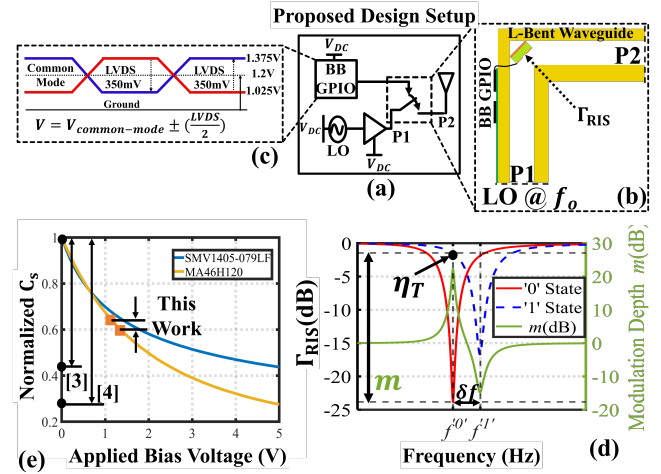 Proposed Design Setup
Common
Mode
LVDS
350mV
LVDS
350mV
1.375V
1.2V
1.025V
Ground
V = V_common−mode ± (LVDS/2)
(c)
V_DC
BB
GPIO
V_DC
LO
V_DC
P1
P2
(a)
L-Bent Waveguide
P2
BB GPIO
Γ_RIS
P1
LO @ f_o
(b)
Normalized C_s
1
0.8
0.6
0.4
0.2
SMV1405-079LF
MA46H120
This
Work
[3]
[4]
0
1
2
3
4
5
Applied Bias Voltage (V)
(e)
Γ_RIS(dB)
0
-5
-10
-15
-20
-25
η_T
m
δf
'0' State
'1' State
m(dB)
30
20
10
0
-10
-20
Modulation Depth m(dB)
f'0'
f'1'
Frequency (Hz)
(d)